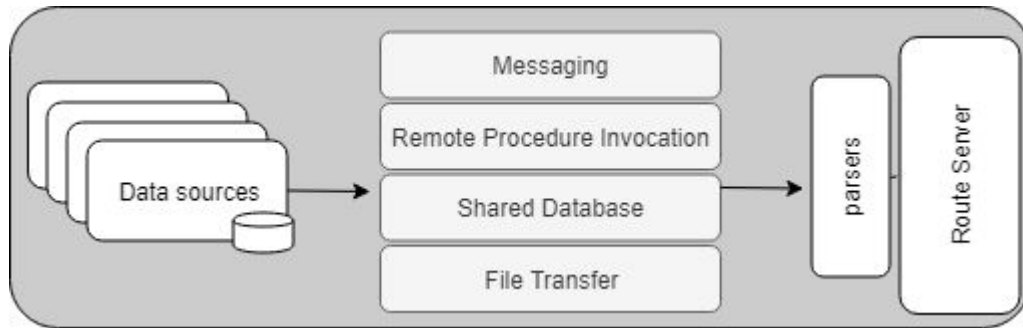 Data sources
Messaging
Remote Procedure Invocation
Shared Database
File Transfer
parsers
Route Server